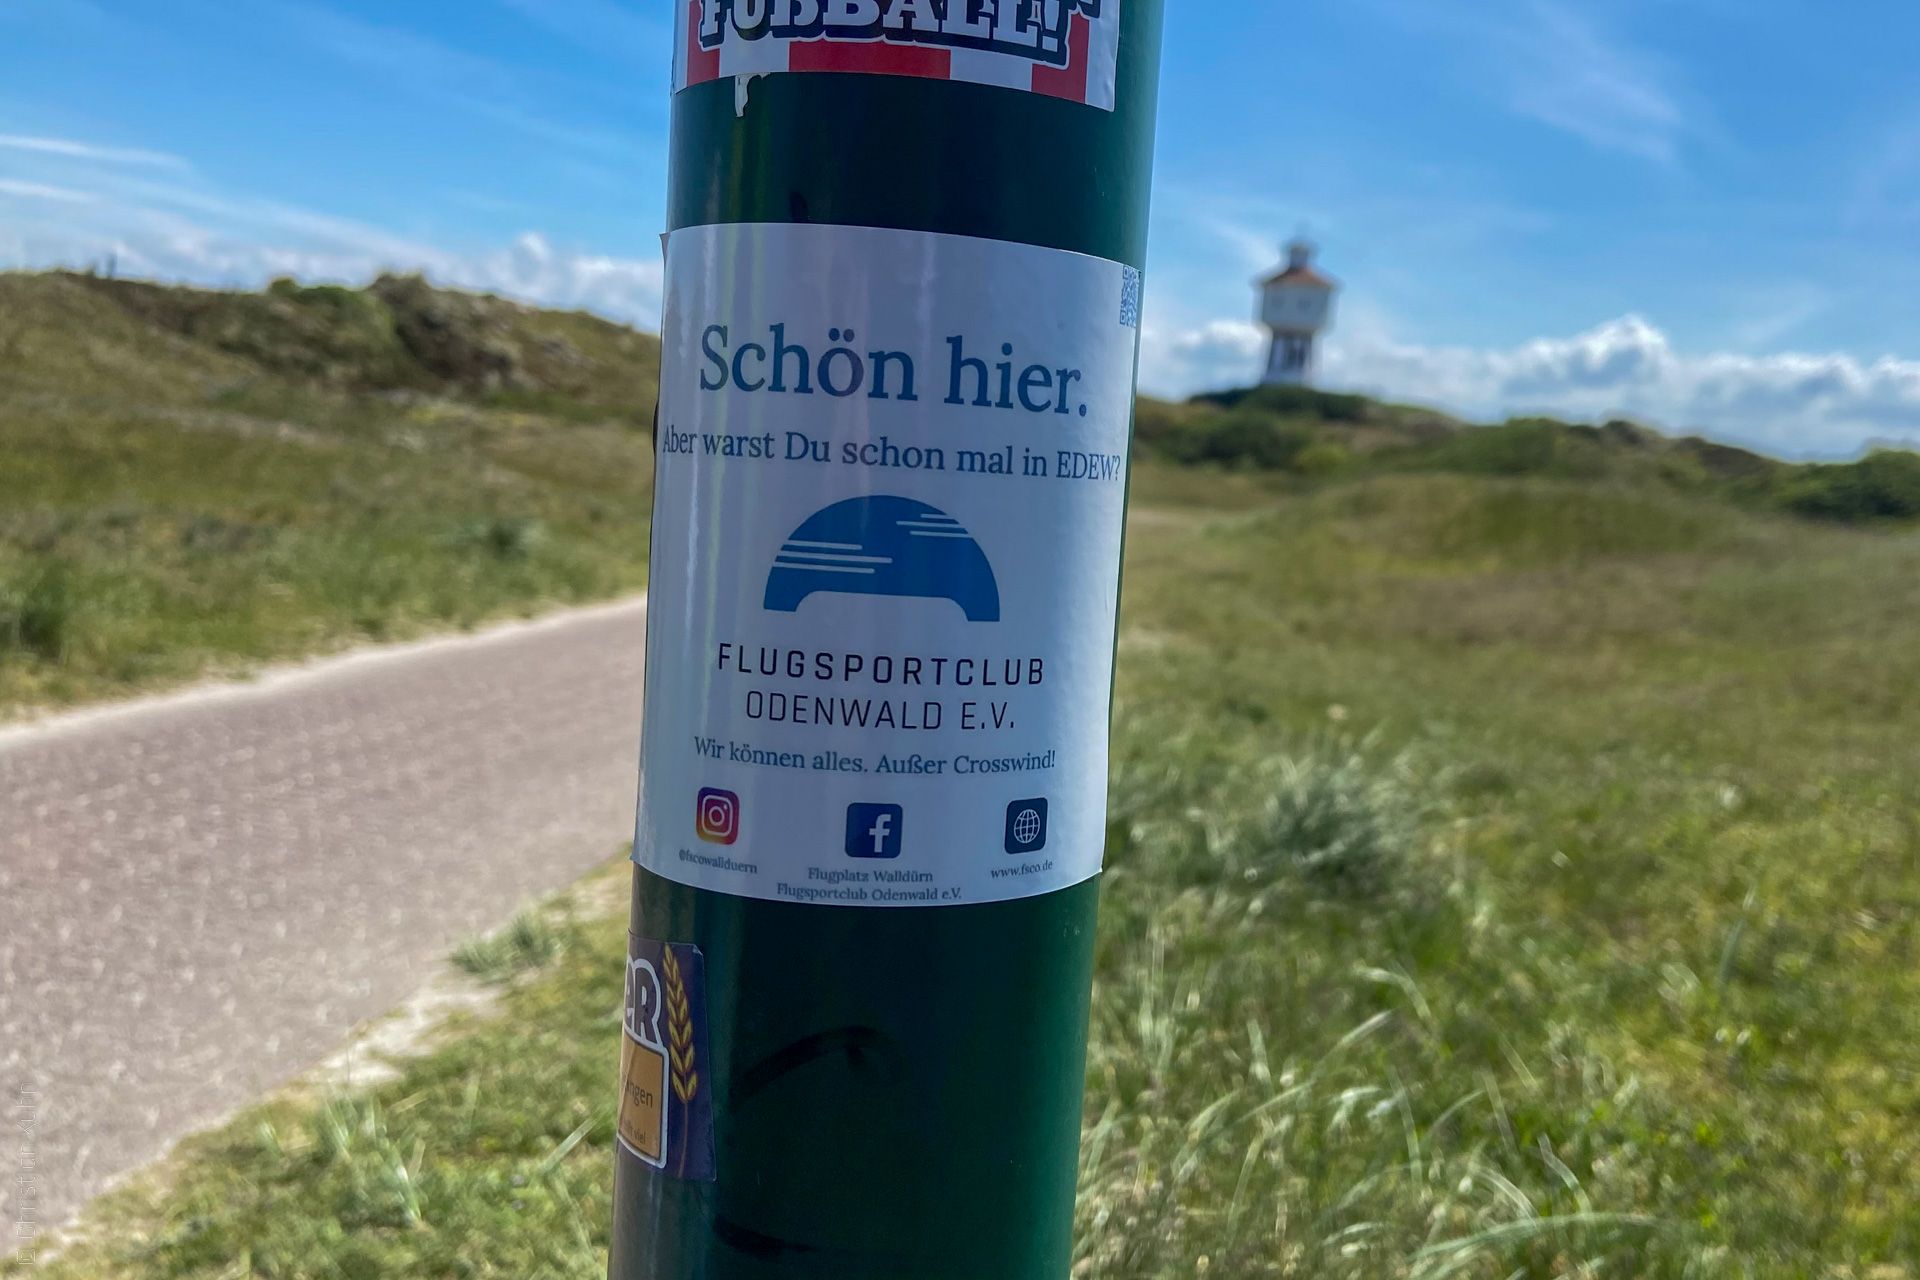 FUßBALL!
Schön hier.
Aber warst Du schon mal in EDEW?
FLUGSPORTCLUB
ODENWALD E.V.
Wir können alles. Außer Crosswind!
@fscowallduern
Flugplatz Walldürn
Flugsportclub Odenwald e.V.
www.fsco.de
viel